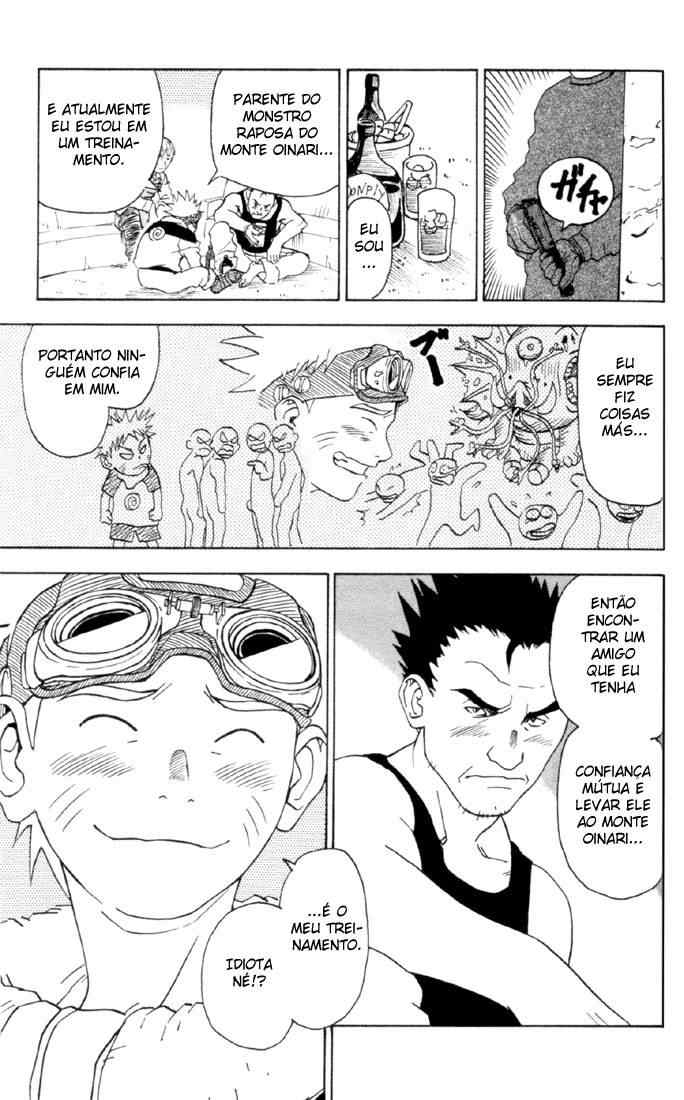 ガチャ
EU
SOU
...
ONPI
PARENTE DO
MONSTRO
RAPOSA DO
MONTE OINARI...
E ATUALMENTE
EU ESTOU EM
UM TREINA-
MENTO.
EU
SEMPRE
FIZ
COISAS
MÁS...
ブー
PORTANTO NIN-
GUÉM CONFIA
EM MIM.
ENTÃO
ENCON-
TRAR UM
AMIGO
QUE EU
TENHA
CONFIANÇA
MÚTUA E
LEVAR ELE
AO MONTE
OINARI...
...É O
MEU TREI-
NAMENTO.
IDIOTA
NÉ!?